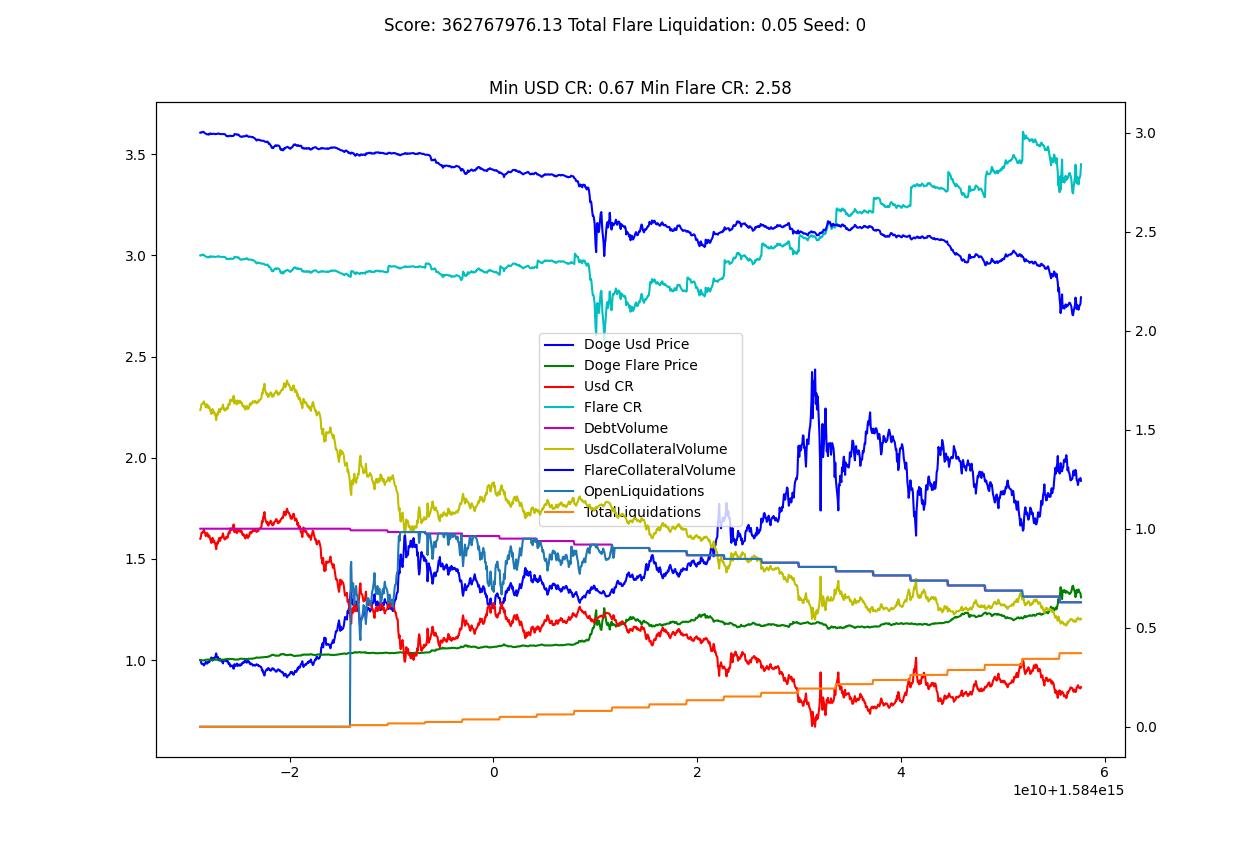 Score: 362767976.13 Total Flare Liquidation: 0.05 Seed: 0
Min USD CR: 0.67 Min Flare CR: 2.58
3.5
3.0
2.5
2.0
1.5
1.0
3.0
2.5
2.0
1.5
1.0
0.5
0.0
Doge Usd Price
Doge Flare Price
Usd CR
Flare CR
DebtVolume
UsdCollateralVolume
FlareCollateralVolume
OpenLiquidations
TotalLiquidations
−2 0 2 4 6
1e10+1.584e15